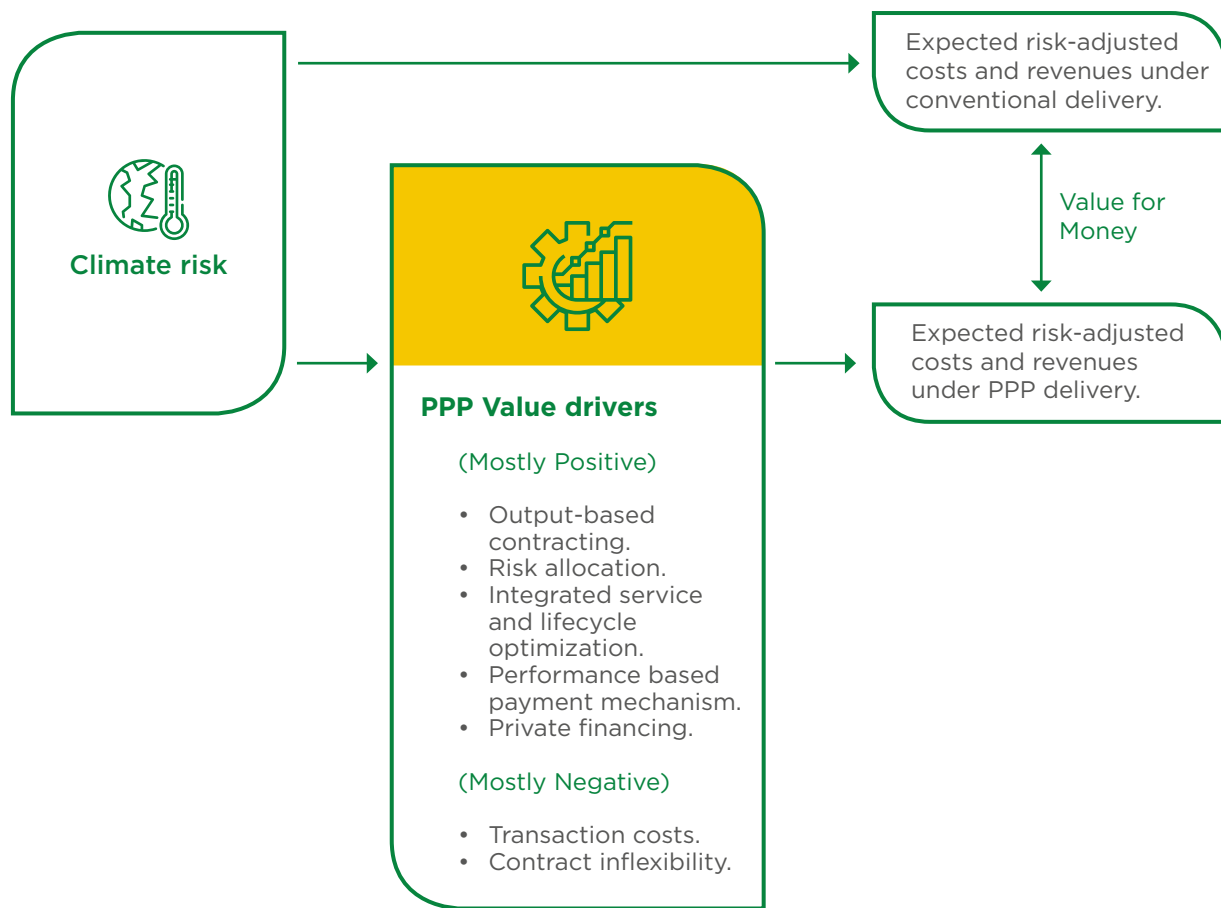 Climate risk
Expected risk-adjusted
costs and revenues under
conventional delivery.
Value for
Money
Expected risk-adjusted
costs and revenues
under PPP delivery.
PPP Value drivers
(Mostly Positive)
• Output-based
contracting.
• Risk allocation.
• Integrated service
and lifecycle
optimization.
• Performance based
payment mechanism.
• Private financing.
(Mostly Negative)
• Transaction costs.
• Contract inflexibility.